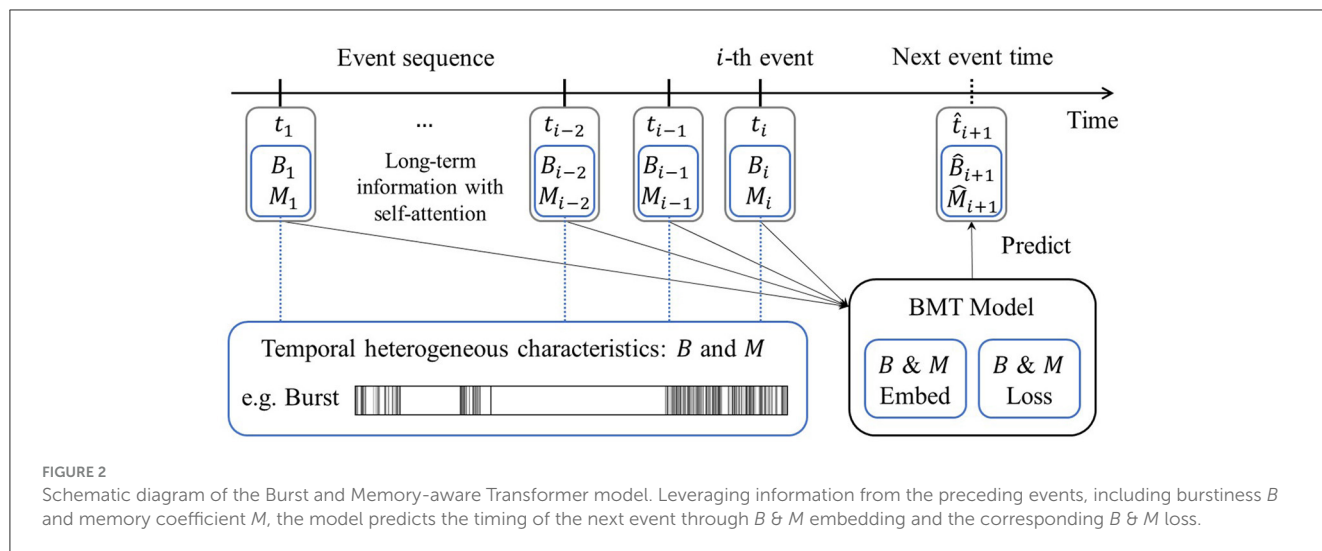 Event sequence
i-th event
Next event time
Time
t₁
...
tᵢ₋₂
tᵢ₋₁
tᵢ
t̂ᵢ₊₁
B₁
M₁
Long-term
information with
self-attention
Bᵢ₋₂
Mᵢ₋₂
Bᵢ₋₁
Mᵢ₋₁
Bᵢ
Mᵢ
B̂ᵢ₊₁
M̂ᵢ₊₁
Predict
Temporal heterogeneous characteristics: B and M
e.g. Burst
BMT Model
B & M
Embed
B & M
Loss
FIGURE 2
Schematic diagram of the Burst and Memory-aware Transformer model. Leveraging information from the preceding events, including burstiness B
and memory coefficient M, the model predicts the timing of the next event through B & M embedding and the corresponding B & M loss.